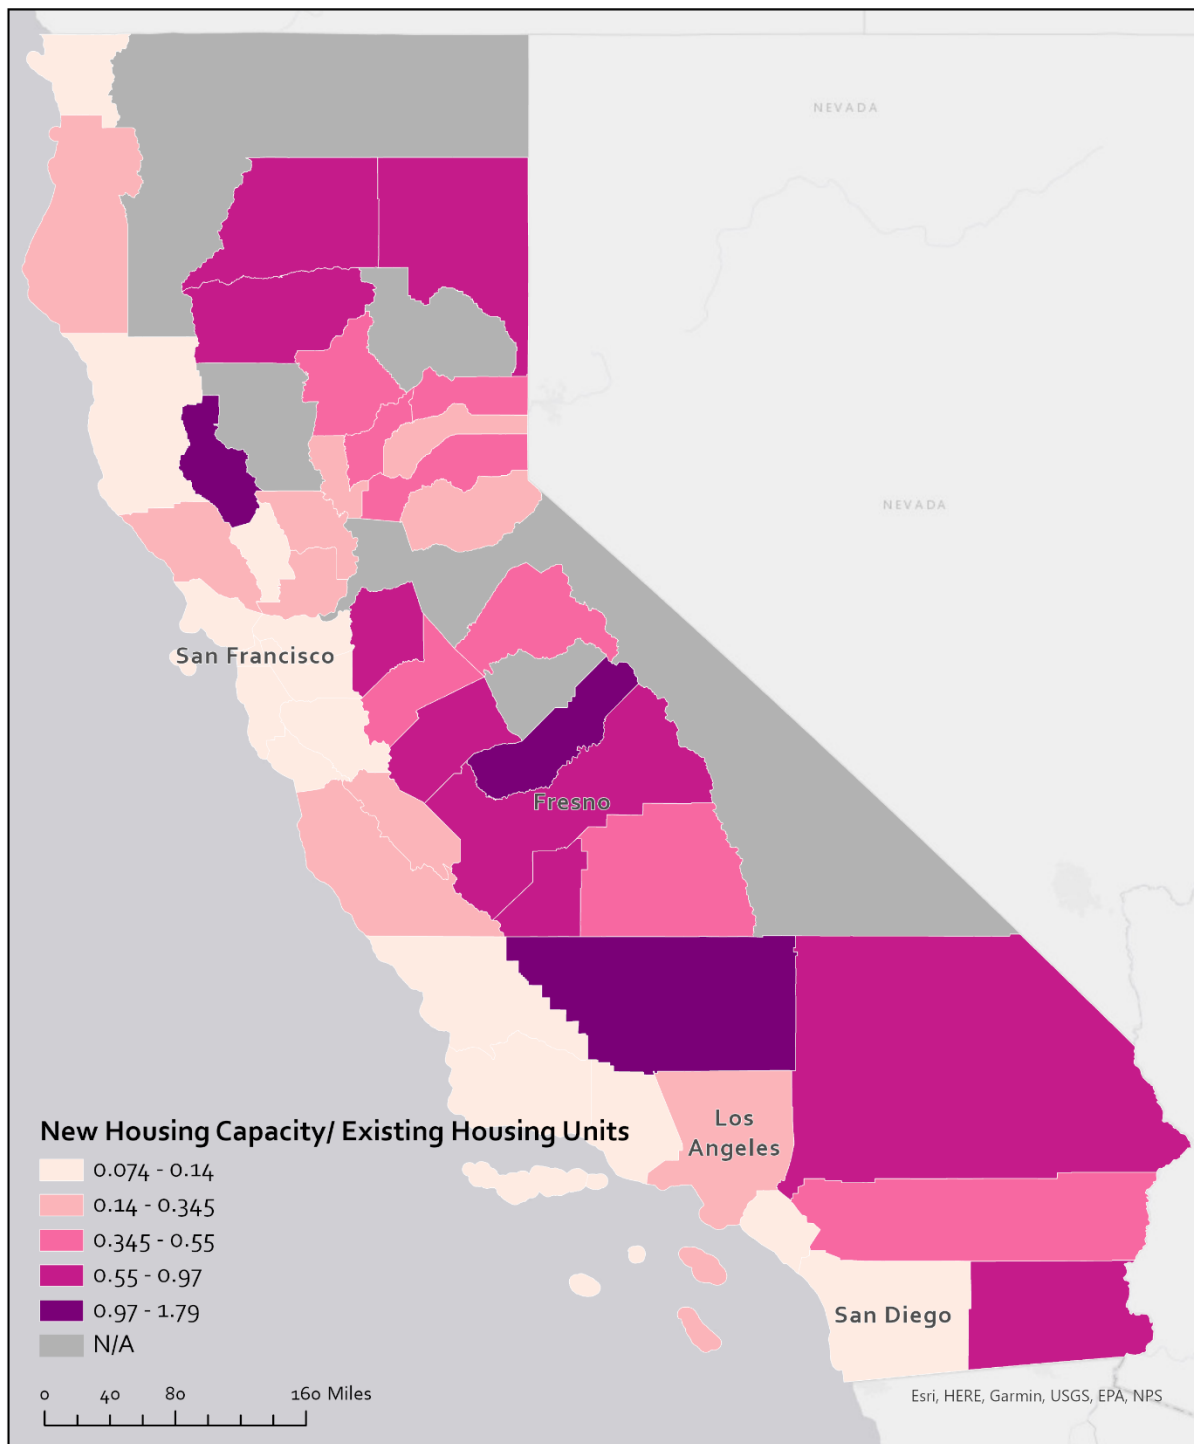 NEVADA
NEVADA
San Francisco
Fresno
Los
Angeles
New Housing Capacity/ Existing Housing Units
0.074 - 0.14
0.14 - 0.345
0.345 - 0.55
0.55 - 0.97
0.97 - 1.79
N/A
San Diego
0 40 80 160 Miles
Esri, HERE, Garmin, USGS, EPA, NPS